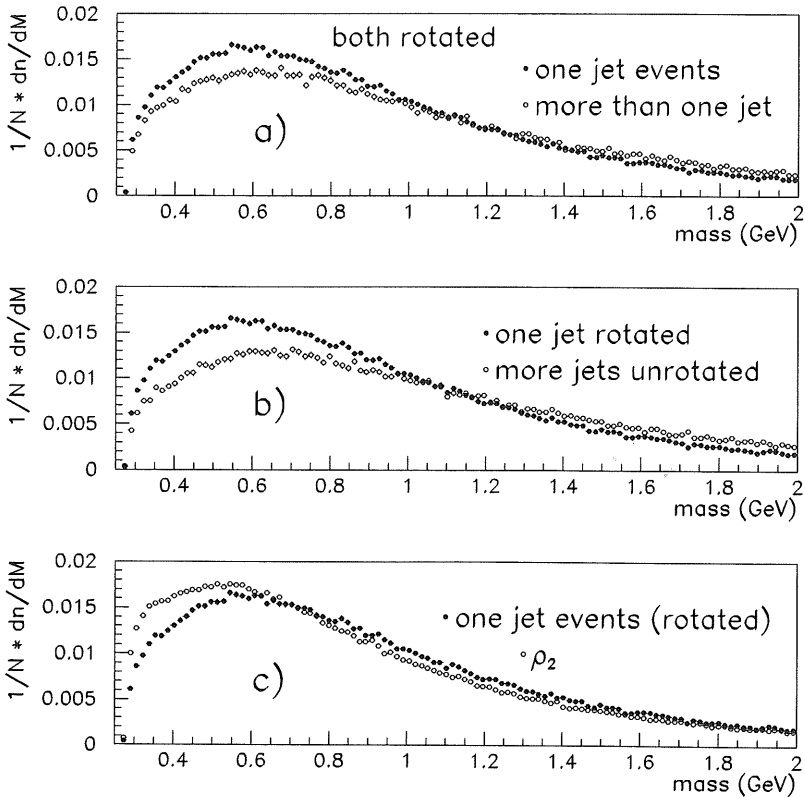 0.02
both rotated
0.015
• one jet events
0.01
○ more than one jet
a)
0.005
0
0.4 0.6 0.8 1 1.2 1.4 1.6 1.8 2
mass (GeV)
1/N * dn/dM
0.02
0.015
• one jet rotated
○ more jets unrotated
0.01
b)
0.005
0
0.4 0.6 0.8 1 1.2 1.4 1.6 1.8 2
mass (GeV)
1/N * dn/dM
0.02
0.015
• one jet events (rotated)
○ ρ₂
0.01
c)
0.005
0
0.4 0.6 0.8 1 1.2 1.4 1.6 1.8 2
mass (GeV)
1/N * dn/dM